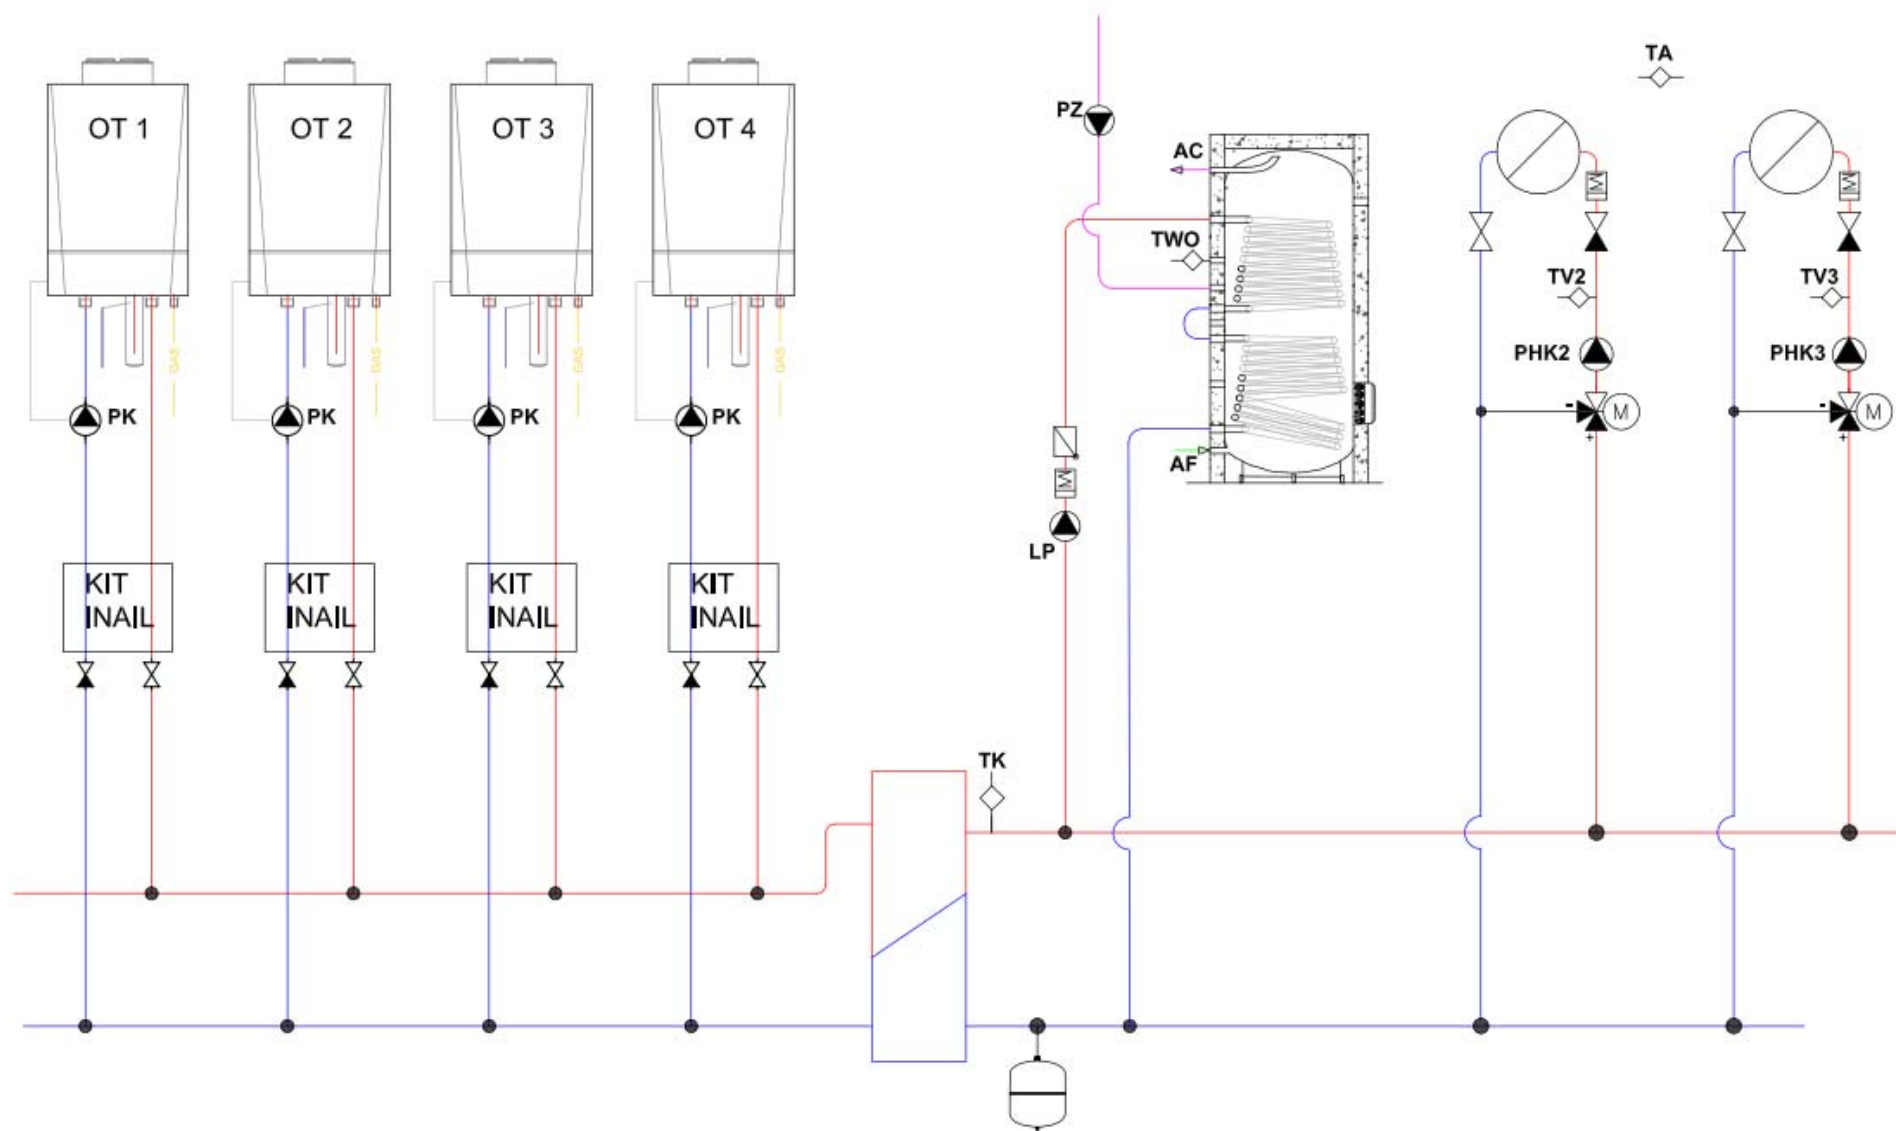 TA
OT 1
OT 2
OT 3
OT 4
PZ
AC
TWO
TV2
TV3
GAS
GAS
GAS
GAS
PHK2
PHK3
PK
PK
PK
PK
-
M
-
M
+
+
AF
LP
KIT
INAIL
KIT
INAIL
KIT
INAIL
KIT
INAIL
TK